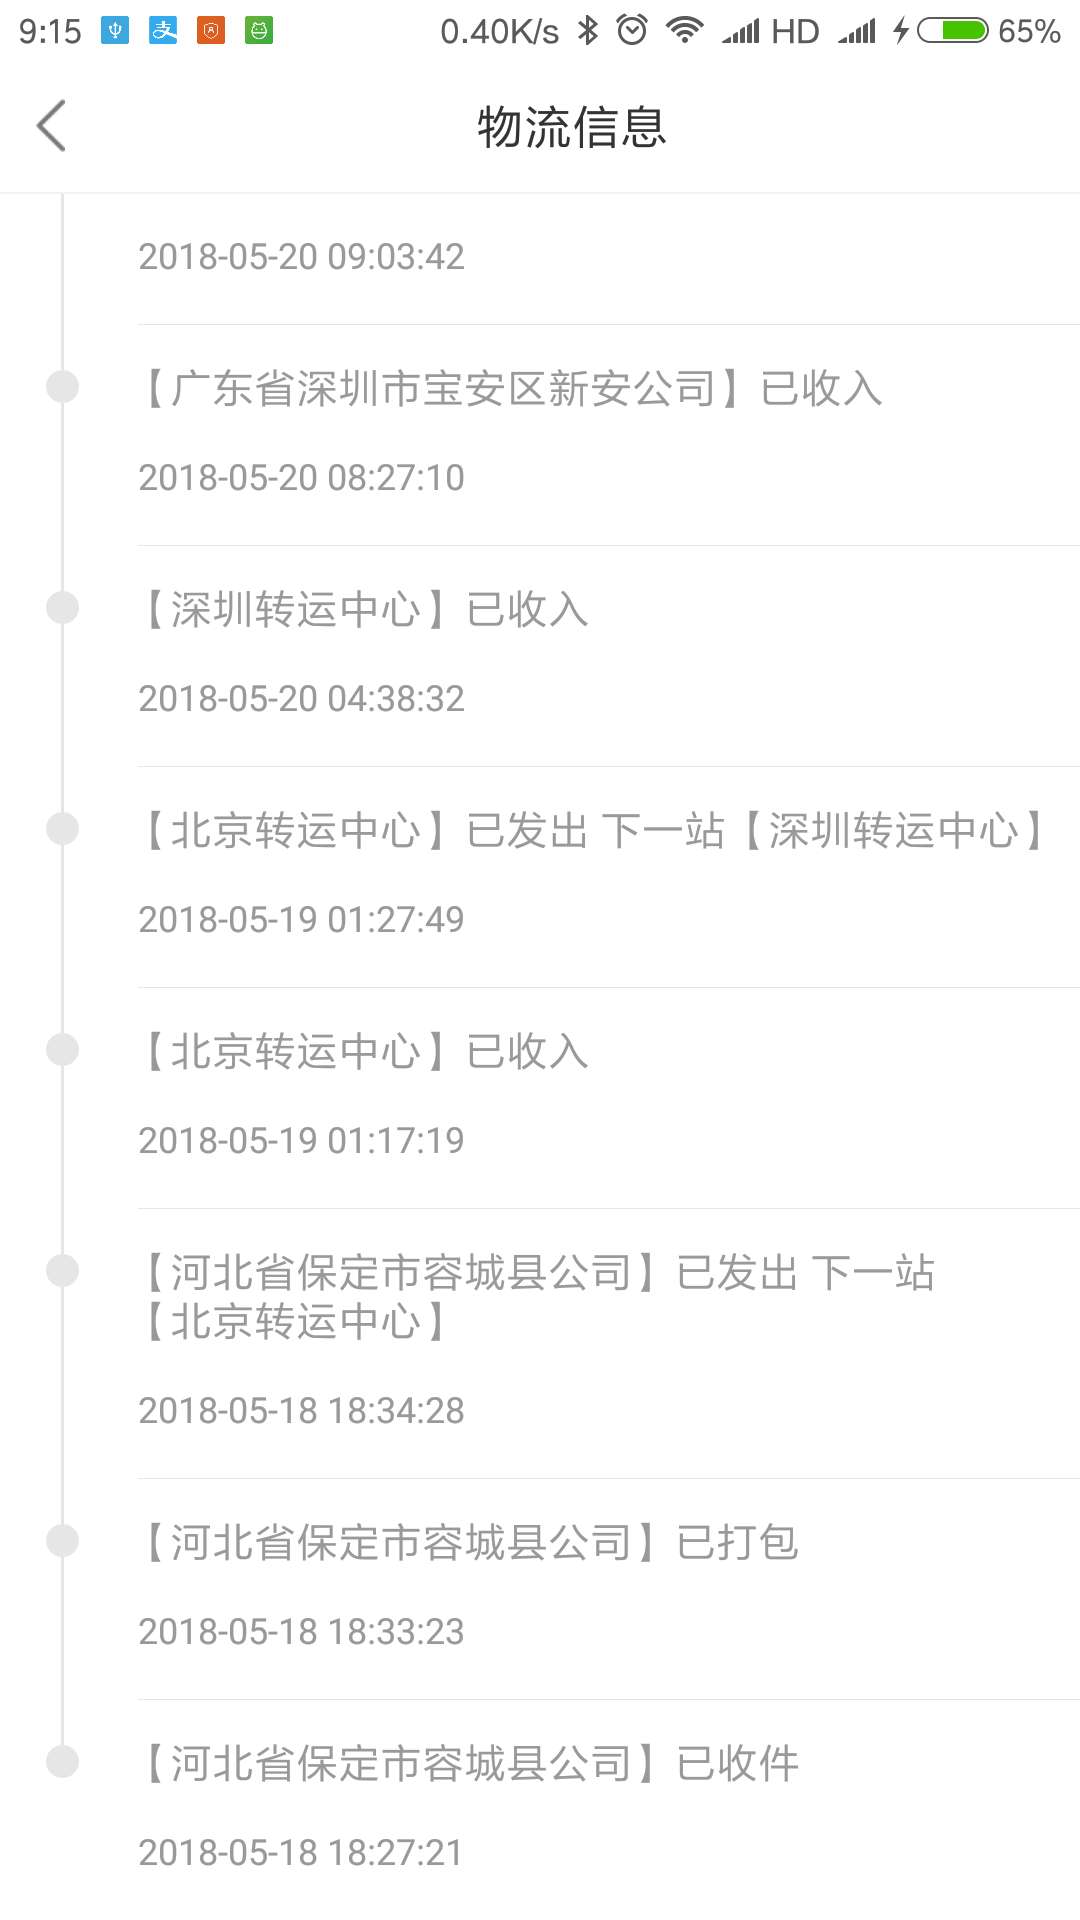 9:15 0.40K/s HD 65%
物流信息
2018-05-20 09:03:42
【广东省深圳市宝安区新安公司】已收入
2018-05-20 08:27:10
【深圳转运中心】已收入
2018-05-20 04:38:32
【北京转运中心】已发出 下一站【深圳转运中心】
2018-05-19 01:27:49
【北京转运中心】已收入
2018-05-19 01:17:19
【河北省保定市容城县公司】已发出 下一站
【北京转运中心】
2018-05-18 18:34:28
【河北省保定市容城县公司】已打包
2018-05-18 18:33:23
【河北省保定市容城县公司】已收件
2018-05-18 18:27:21